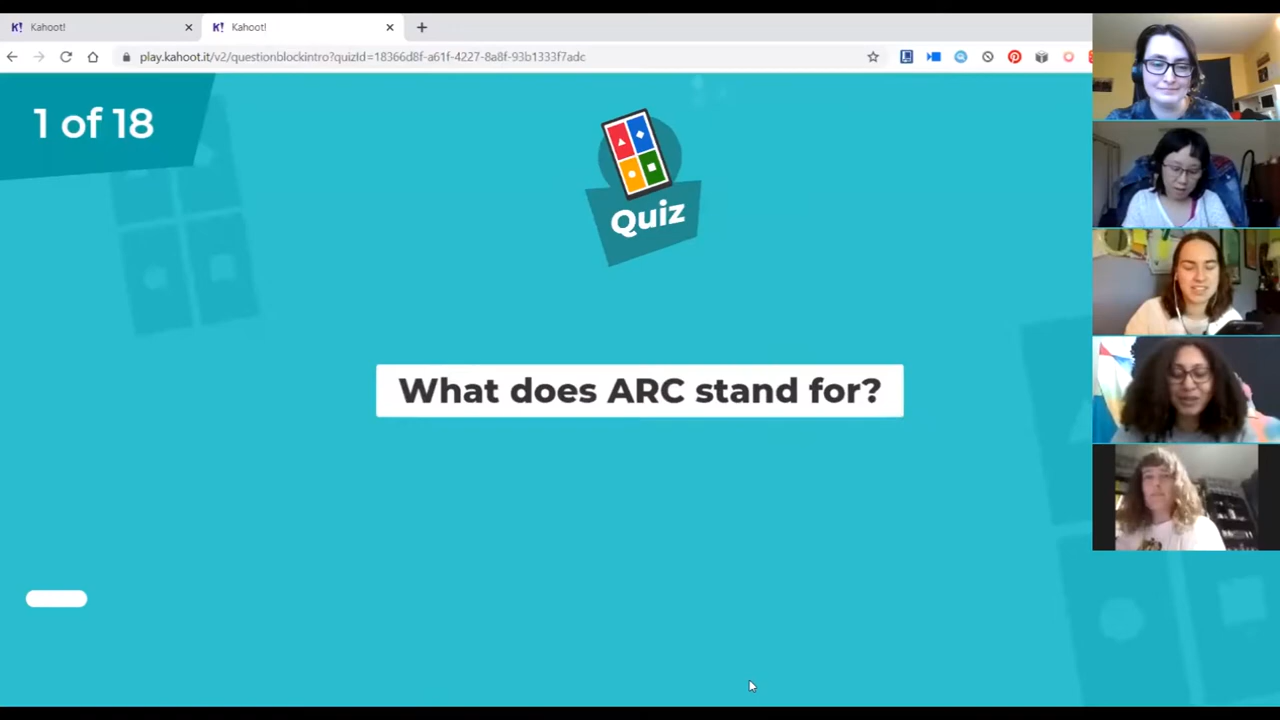 Kahoot!
Kahoot!
play.kahoot.it/v2/questionblockintro?quizId=18366d8f-a61f-4227-8a8f-93b1333f7adc
1 of 18
Quiz
What does ARC stand for?